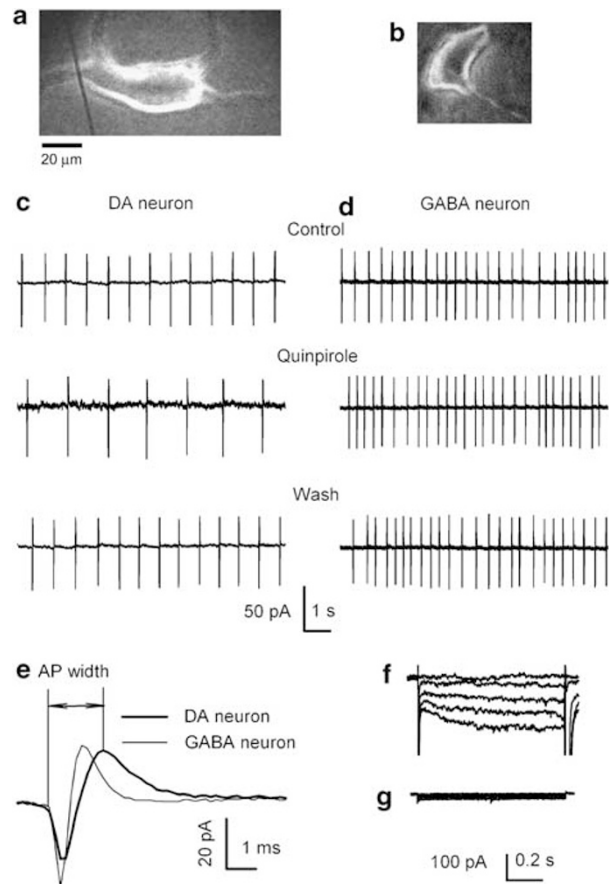 a
b
20 μm
c DA neuron
d GABA neuron
Control
Quinpirole
Wash
50 pA 1 s
e AP width
DA neuron
GABA neuron
20 pA 1 ms
f
g
100 pA 0.2 s